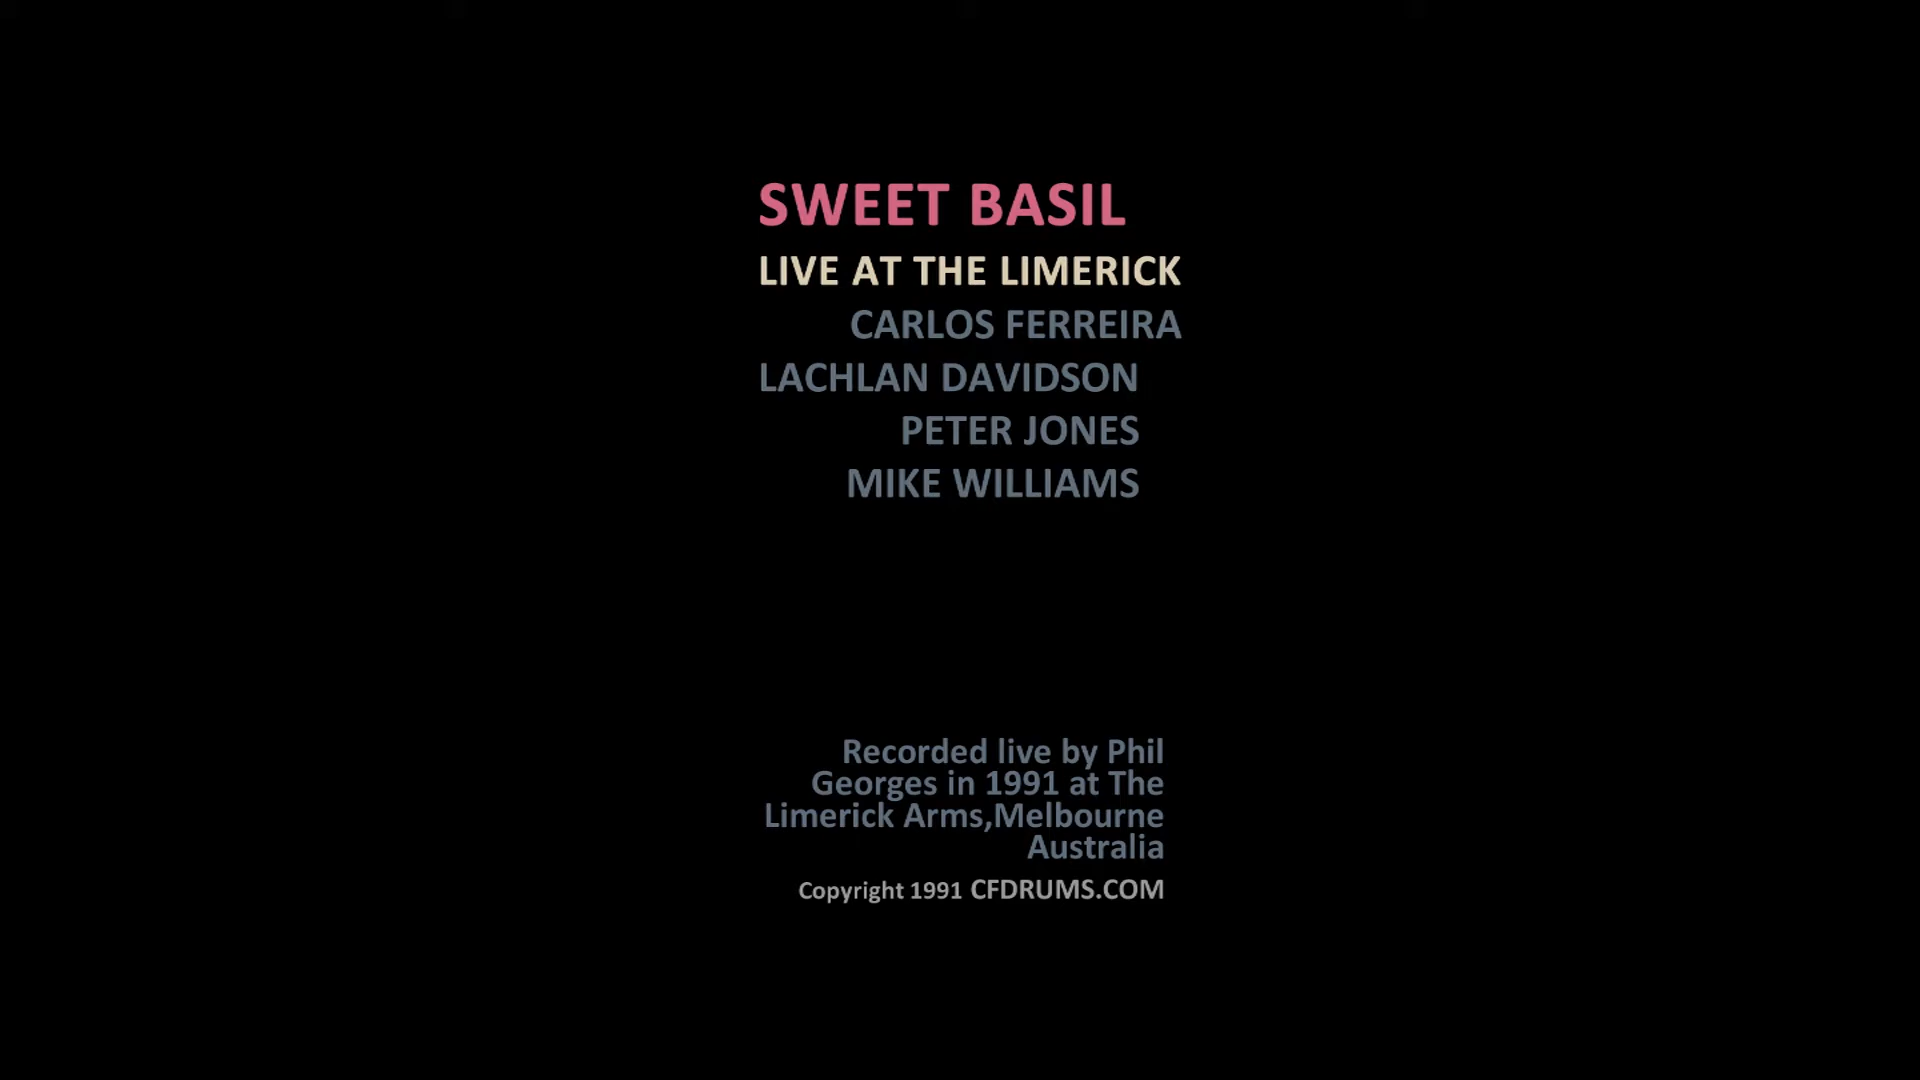 SWEET BASIL
LIVE AT THE LIMERICK
CARLOS FERREIRA
LACHLAN DAVIDSON
PETER JONES
MIKE WILLIAMS
Recorded live by Phil
Georges in 1991 at The
Limerick Arms,Melbourne
Australia
Copyright 1991 CFDRUMS.COM